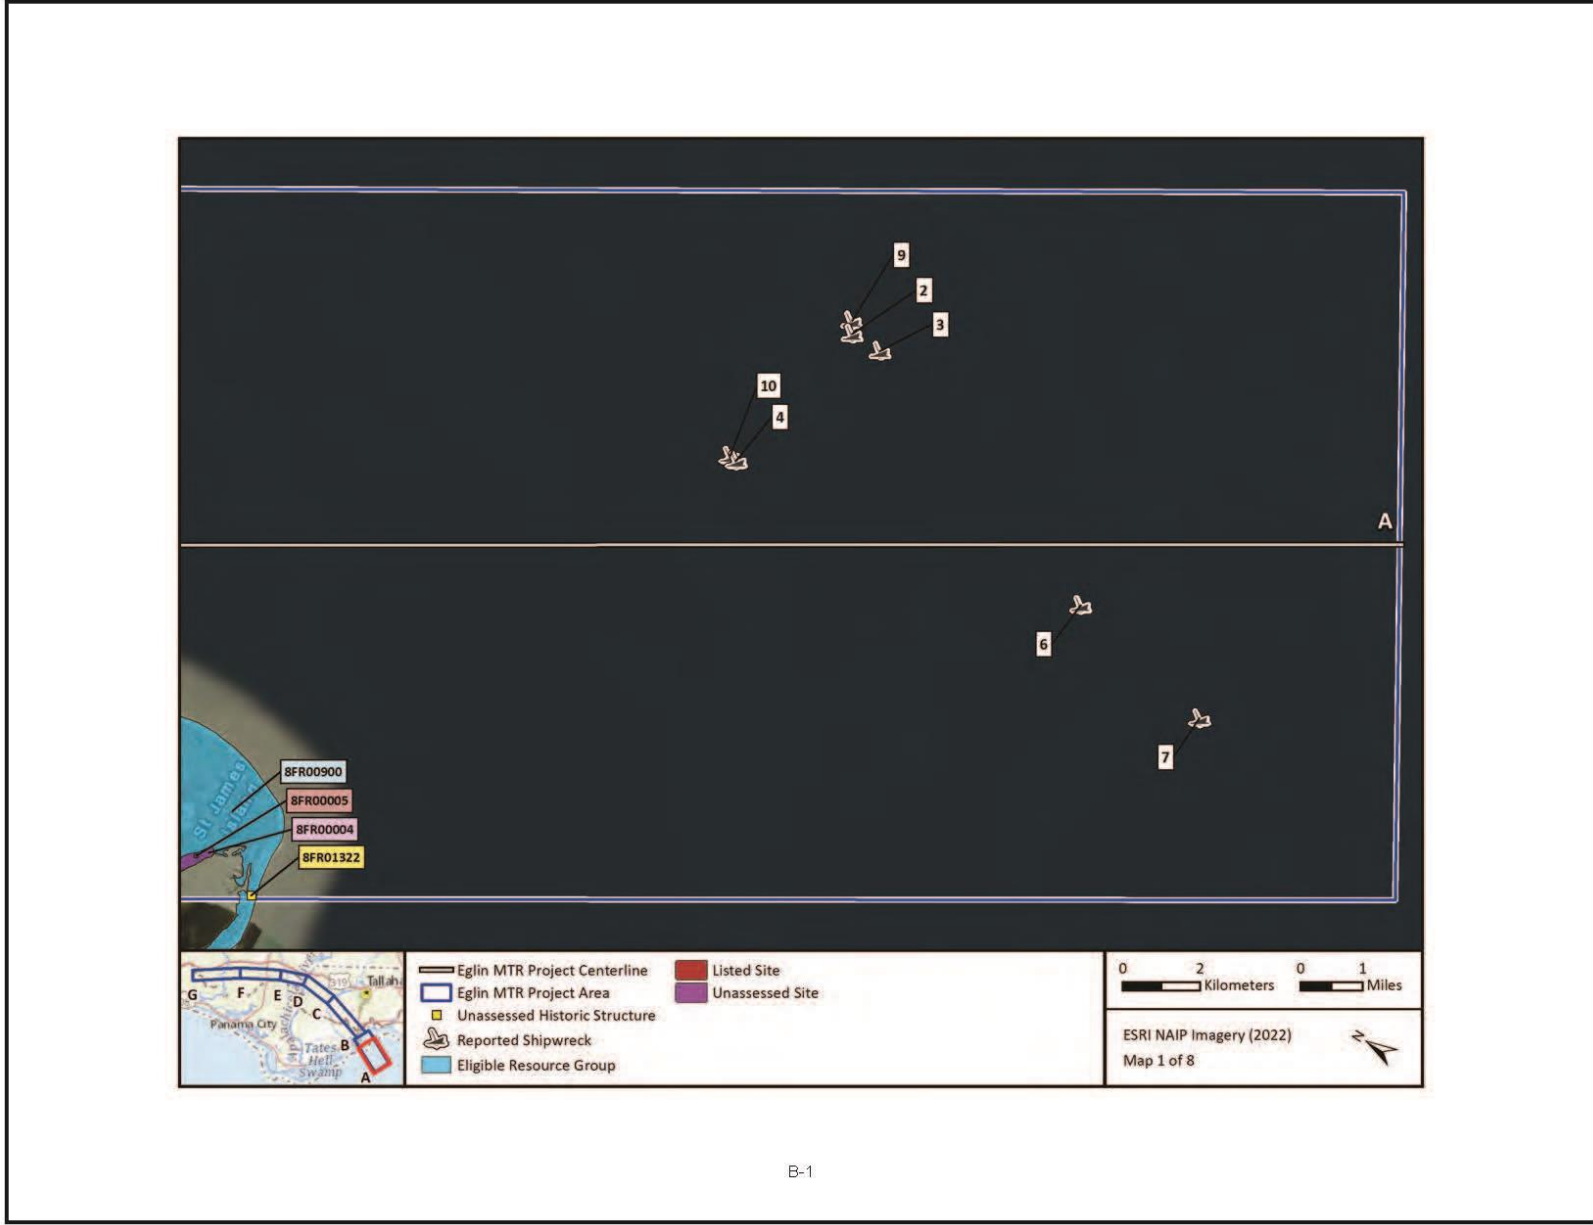 9
2
3
10
4
A
6
7
St James
Island
8FR00900
8FR00005
8FR00004
8FR01322
G
F
E
D
C
B
A
319
Tallaha
Panama City
Tates
Hell
Swamp
Eglin MTR Project Centerline
Eglin MTR Project Area
Unassessed Historic Structure
Reported Shipwreck
Eligible Resource Group
Listed Site
Unassessed Site
0 2
Kilometers
0 1
Miles
ESRI NAIP Imagery (2022)
Map 1 of 8
N
B-1